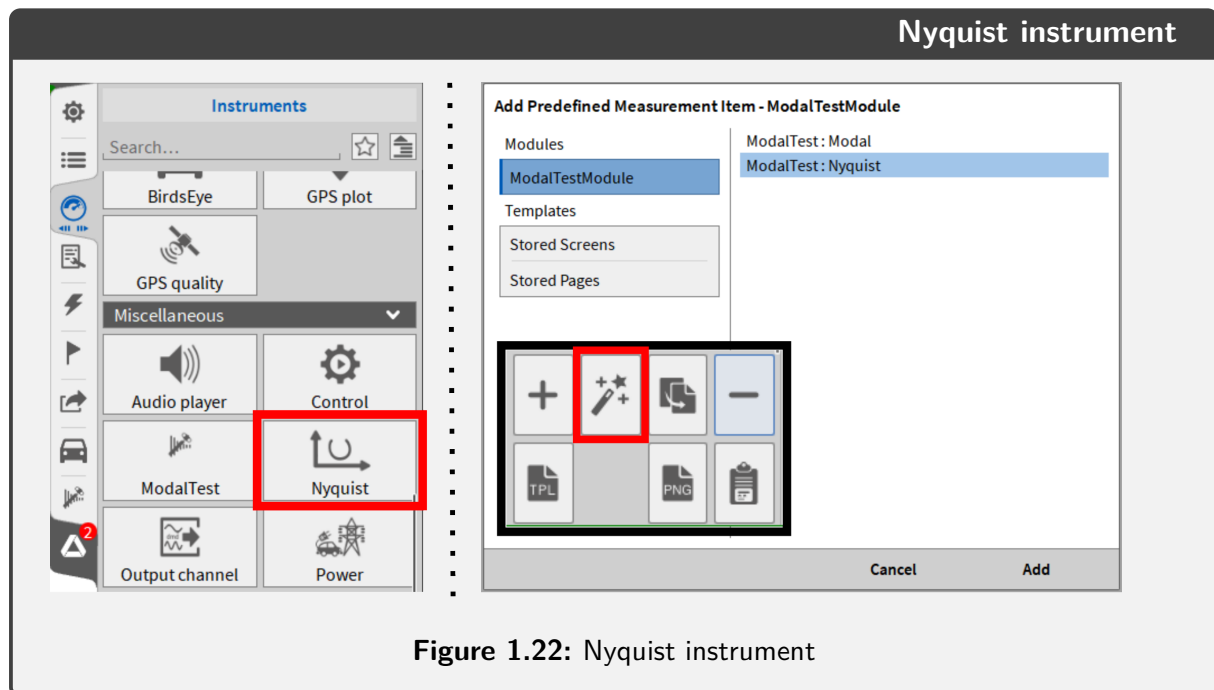 Nyquist instrument
Instruments
Search...
BirdsEye GPS plot
GPS quality
Miscellaneous
Audio player Control
ModalTest Nyquist
2
Output channel Power
Add Predefined Measurement Item - ModalTestModule
Modules
ModalTestModule
Templates
Stored Screens
Stored Pages
ModalTest : Modal
ModalTest : Nyquist
TPL PNG
Cancel Add
Figure 1.22: Nyquist instrument